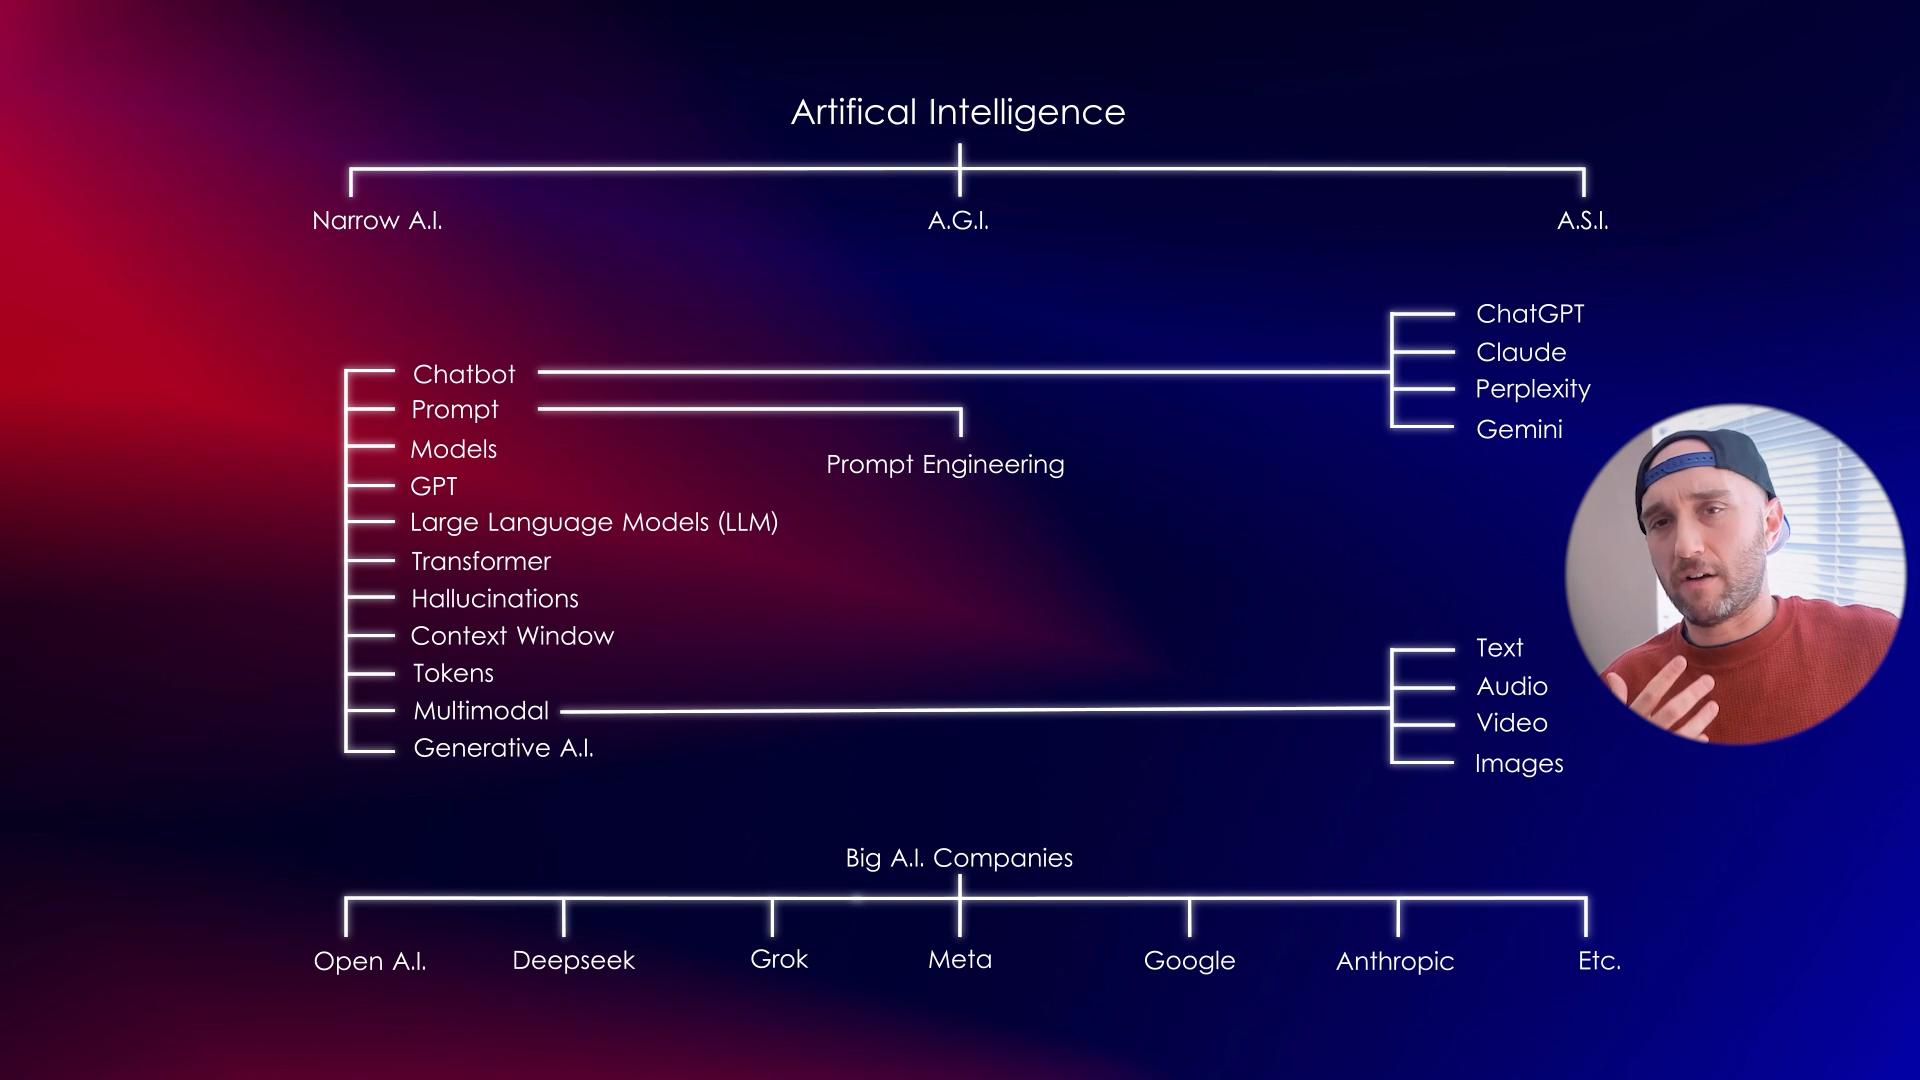 Artifical Intelligence
Narrow A.I.
A.G.I.
A.S.I.
ChatGPT
Claude
Perplexity
Gemini
Chatbot
Prompt
Models
GPT
Large Language Models (LLM)
Transformer
Hallucinations
Context Window
Tokens
Multimodal
Generative A.I.
Prompt Engineering
Text
Audio
Video
Images
Big A.I. Companies
Open A.I.
Deepseek
Grok
Meta
Google
Anthropic
Etc.